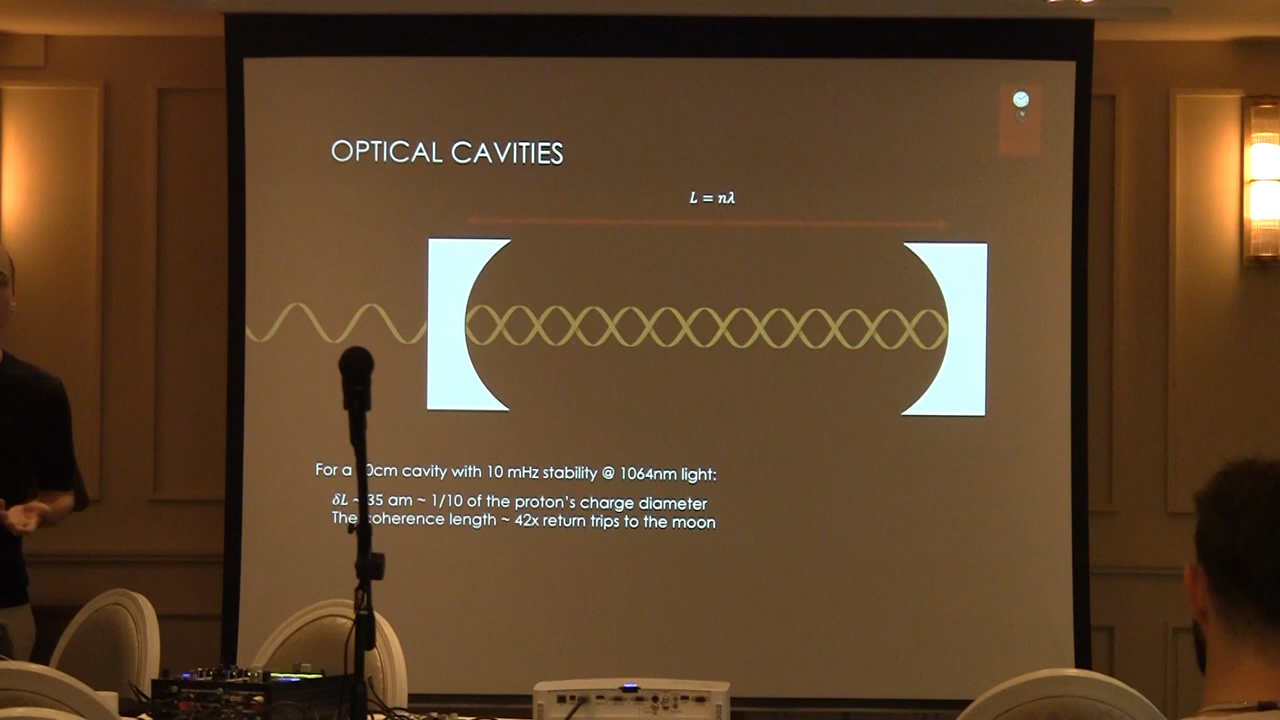 OPTICAL CAVITIES
L = nλ
For a 0cm cavity with 10 mHz stability @ 1064nm light:
δL ~ 35 am ~ 1/10 of the proton's charge diameter
The coherence length ~ 42x return trips to the moon